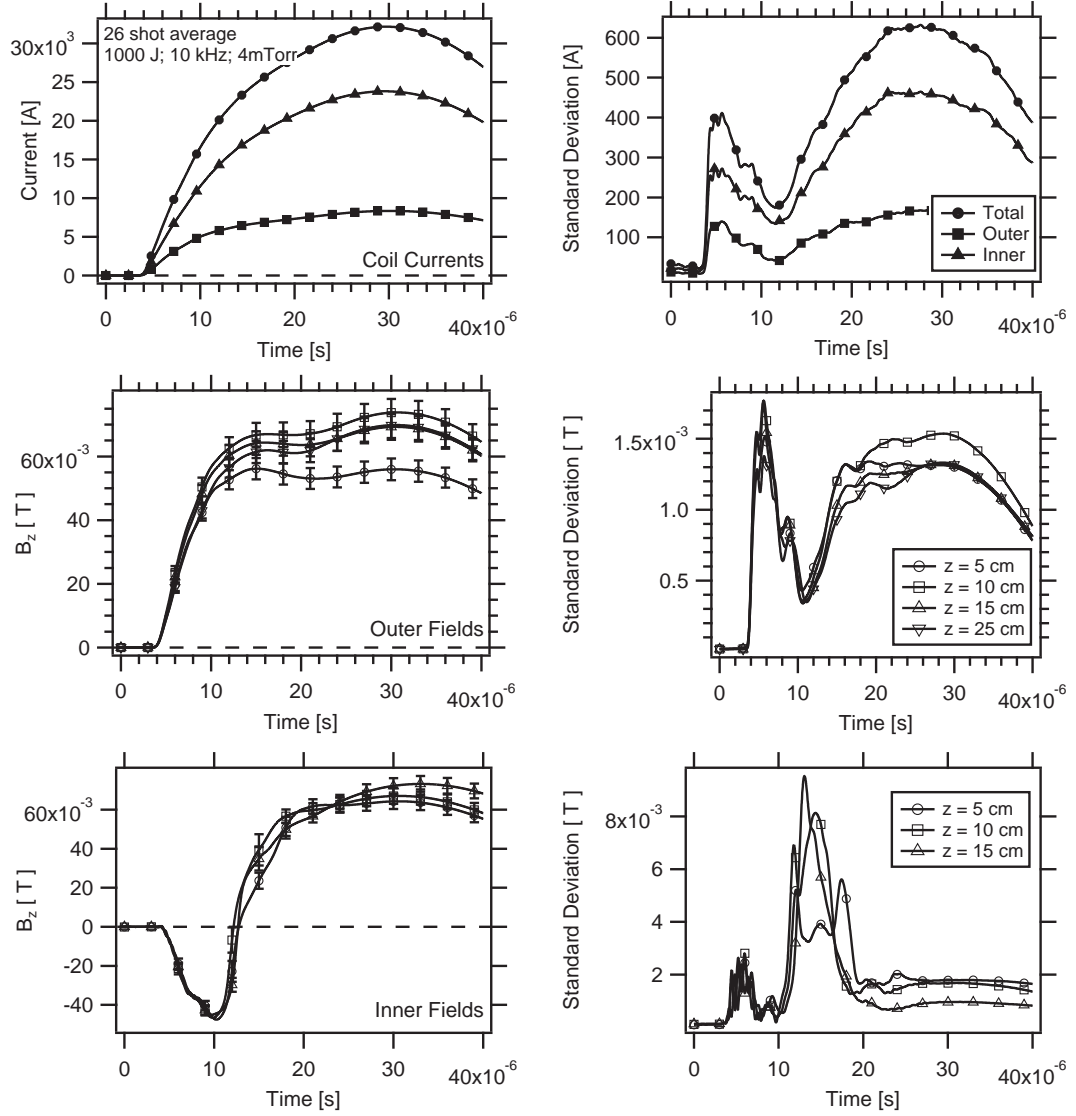 26 shot average
1000 J; 10 kHz; 4mTorr
30x10³
25
20
15
10
5
0
Current [A]
Coil Currents
0
10
20
30
40x10⁻⁶
Time [s]
600
500
400
300
200
100
Standard Deviation [A]
Total
Outer
Inner
0
10
20
30
40x10⁻⁶
Time [s]
60x10⁻³
40
20
0
B_z [ T ]
Outer Fields
0
10
20
30
40x10⁻⁶
Time [s]
1.5x10⁻³
1.0
0.5
Standard Deviation [ T ]
z = 5 cm
z = 10 cm
z = 15 cm
z = 25 cm
0
10
20
30
40x10⁻⁶
Time [s]
60x10⁻³
40
20
0
-20
-40
B_z [ T ]
Inner Fields
0
10
20
30
40x10⁻⁶
Time [s]
8x10⁻³
6
4
2
Standard Deviation [ T ]
z = 5 cm
z = 10 cm
z = 15 cm
0
10
20
30
40x10⁻⁶
Time [s]